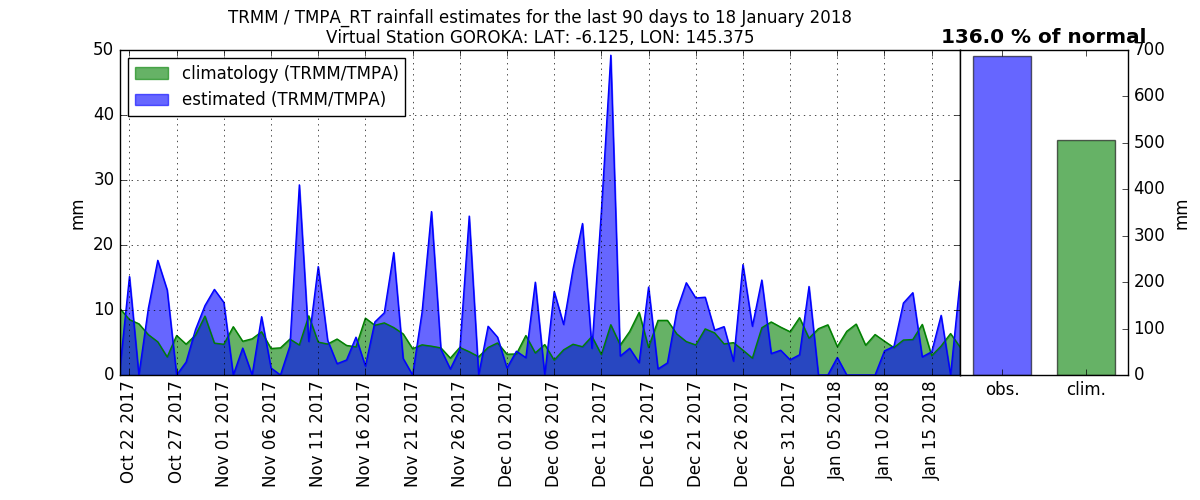 TRMM / TMPA_RT rainfall estimates for the last 90 days to 18 January 2018
Virtual Station GOROKA: LAT: -6.125, LON: 145.375
136.0 % of normal
climatology (TRMM/TMPA)
estimated (TRMM/TMPA)
50
40
30
20
10
0
mm
Oct 22 2017
Oct 27 2017
Nov 01 2017
Nov 06 2017
Nov 11 2017
Nov 16 2017
Nov 21 2017
Nov 26 2017
Dec 01 2017
Dec 06 2017
Dec 11 2017
Dec 16 2017
Dec 21 2017
Dec 26 2017
Dec 31 2017
Jan 05 2018
Jan 10 2018
Jan 15 2018
700
600
500
400
300
200
100
0
mm
obs.
clim.